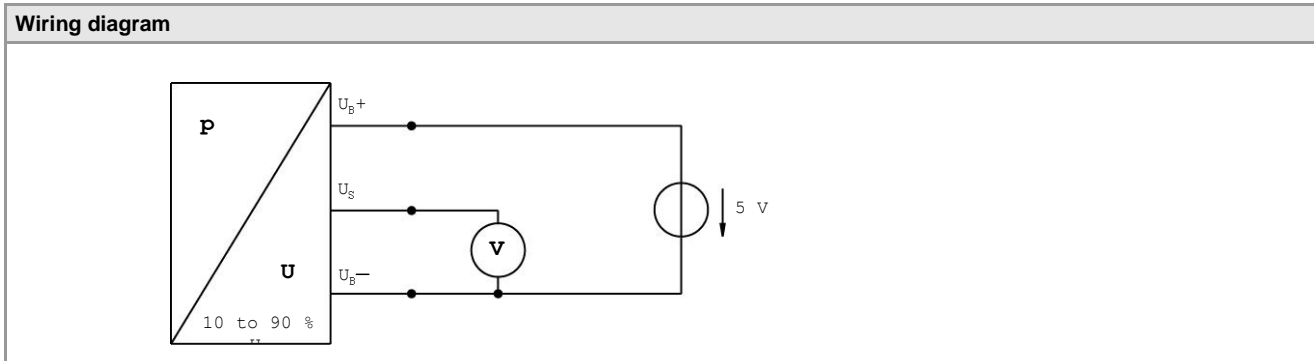 Wiring diagram
U_B+
p
U_S
5 V
V
U
U_B—
10 to 90 %